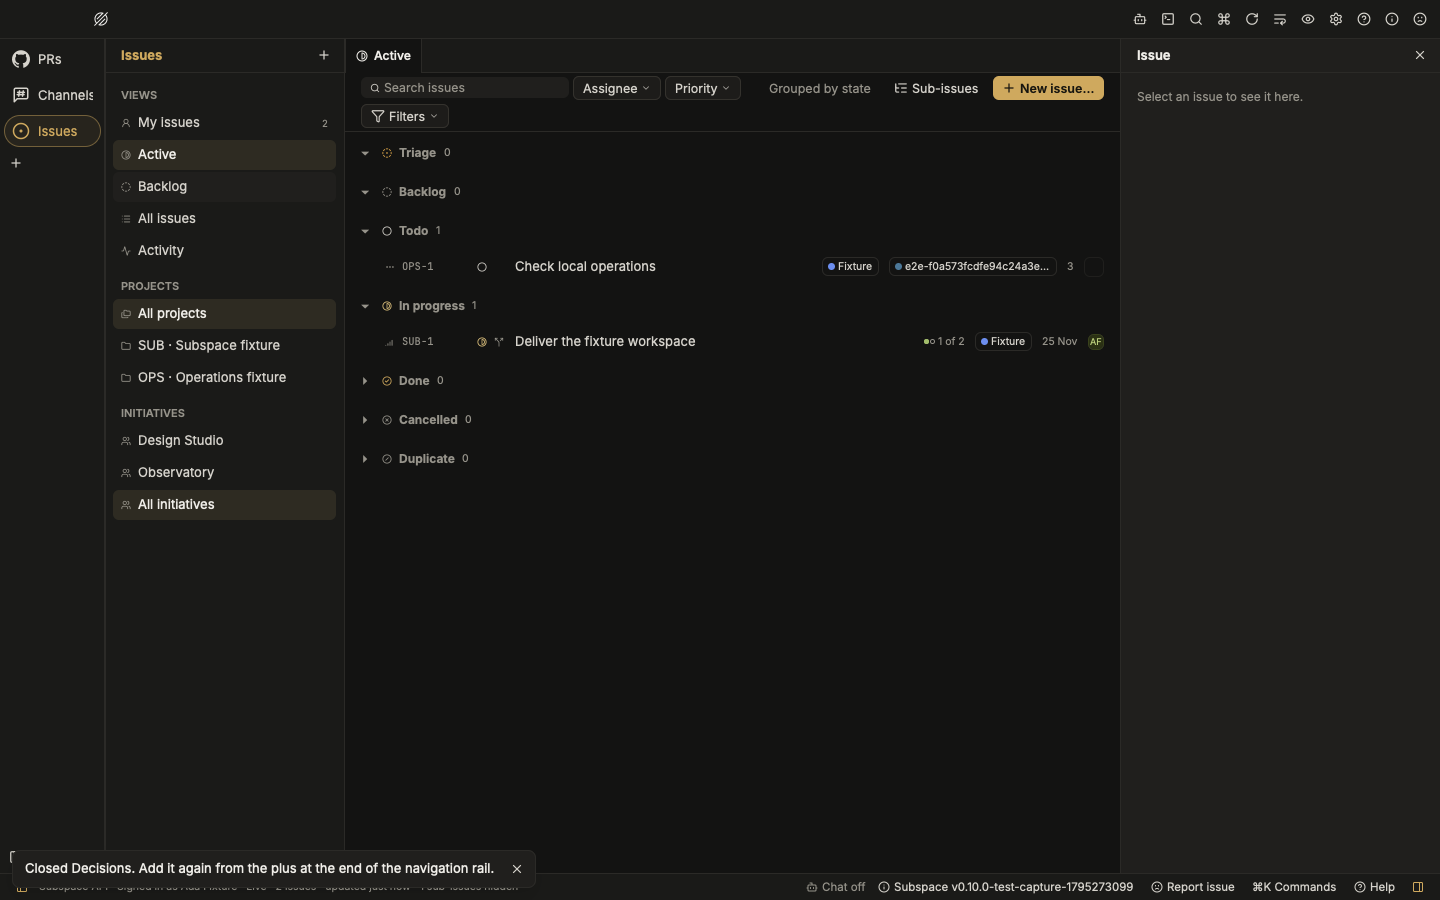 PRs
Channels
Issues
Issues
VIEWS
My issues 2
Active
Backlog
All issues
Activity
PROJECTS
All projects
SUB · Subspace fixture
OPS · Operations fixture
INITIATIVES
Design Studio
Observatory
All initiatives
Active
Search issues Assignee Priority Grouped by state Sub-issues New issue...
Filters
Triage 0
Backlog 0
Todo 1
OPS-1 Check local operations Fixture e2e-f0a573fcdfe94c24a3e... 3
In progress 1
SUB-1 Deliver the fixture workspace 1 of 2 Fixture 25 Nov AF
Done 0
Cancelled 0
Duplicate 0
Issue
Select an issue to see it here.
Closed Decisions. Add it again from the plus at the end of the navigation rail.
Chat off Subspace v0.10.0-test-capture-1795273099 Report issue ⌘K Commands Help